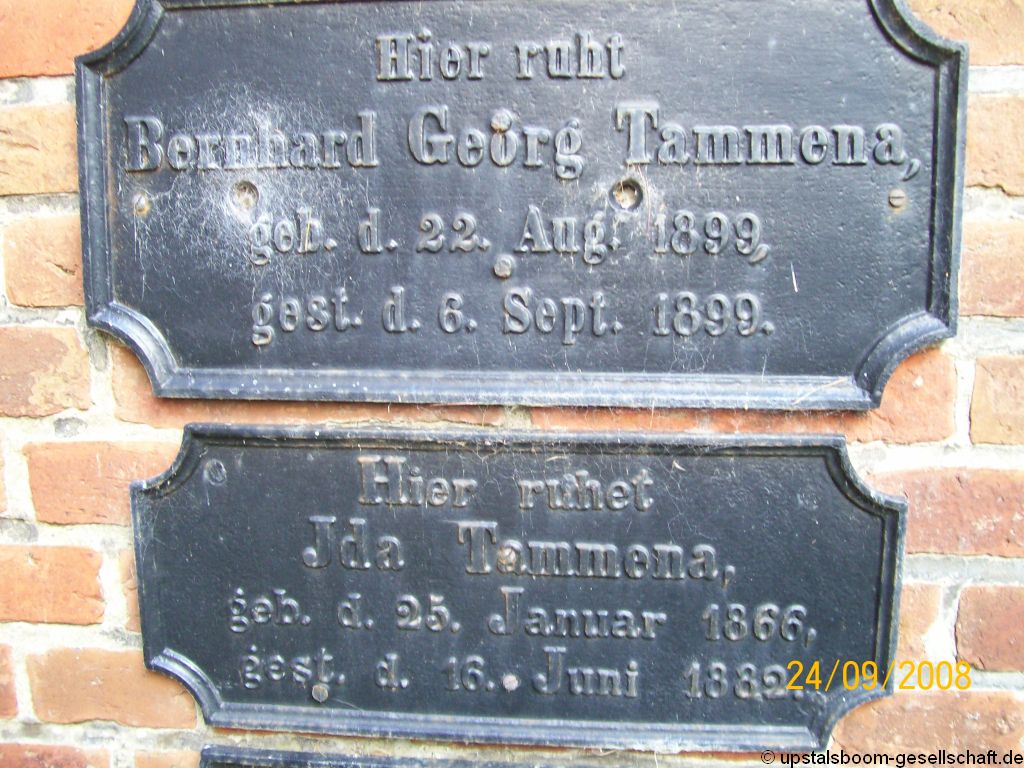 Hier ruht
Bernhard Georg Tammena,
geb. d. 22. Aug. 1899,
gest. d. 6. Sept. 1899.
Hier ruhet
Jda Tammena,
geb. d. 25. Januar 1866,
gest. d. 16. Juni 1882.
24/09/2008
© upstalsboom-gesellschaft.de